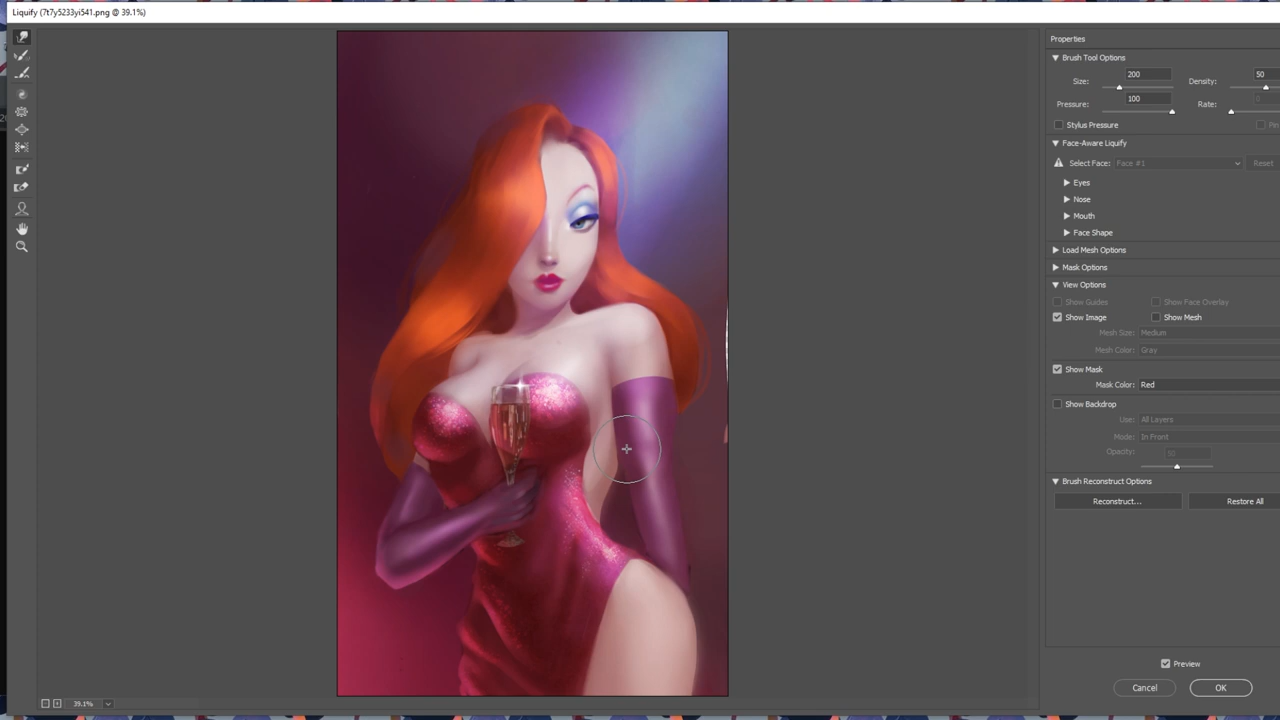 Liquify (7t7y5233yi541.png @ 39.1%)
Properties
Brush Tool Options
Size: 200 Density: 50
Pressure: 100 Rate: 0
Stylus Pressure
Face-Aware Liquify
Select Face: Face #1 Reset
Eyes
Nose
Mouth
Face Shape
Load Mesh Options
Mask Options
View Options
Show Guides Show Face Overlay
Show Image Show Mesh
Mesh Size: Medium
Mesh Color: Gray
Show Mask
Mask Color: Red
Show Backdrop
Use: All Layers
Mode: In Front
Opacity: 50
Brush Reconstruct Options
Reconstruct... Restore All
Preview
Cancel OK
39.1%